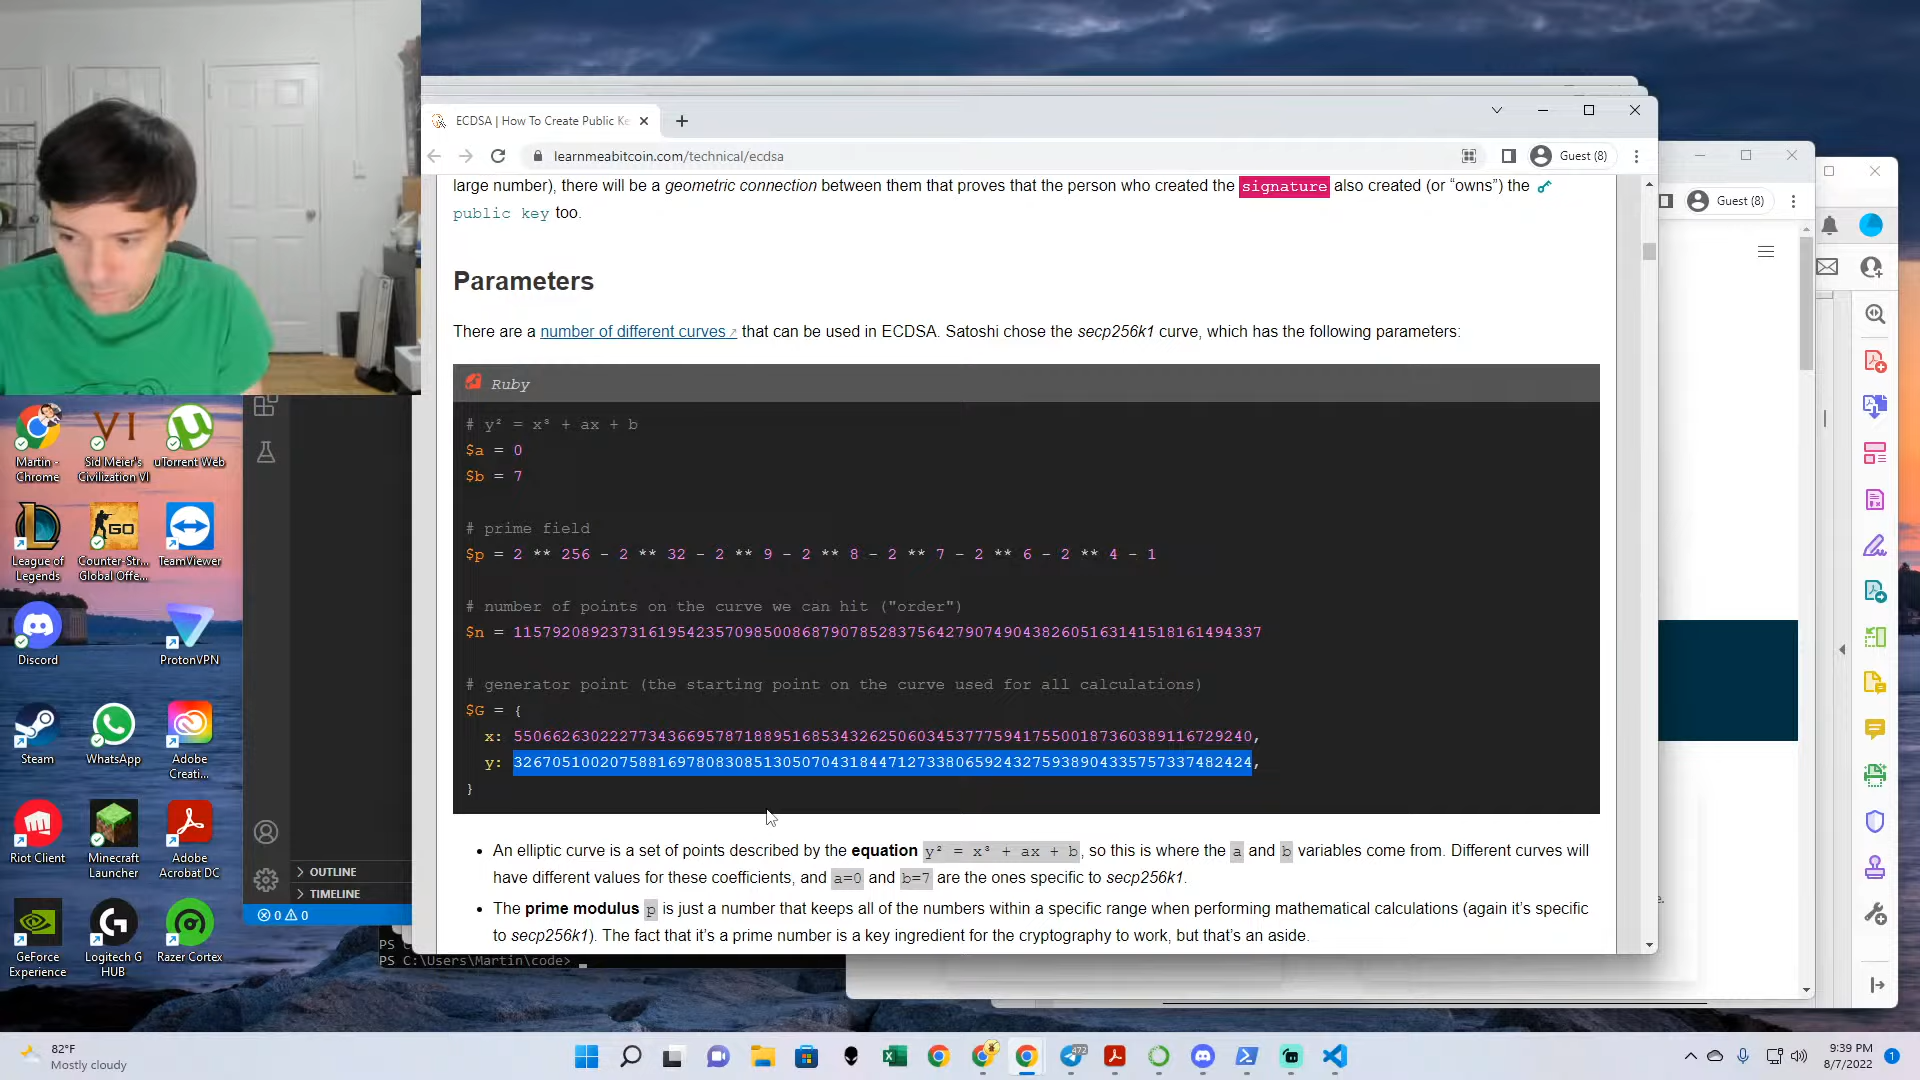 ECDSA | How To Create Public Ke
learnmeabitcoin.com/technical/ecdsa
Guest (8)
Guest (8)
large number), there will be a geometric connection between them that proves that the person who created the signature also created (or “owns”) the
public key too.
Parameters
There are a number of different curves that can be used in ECDSA. Satoshi chose the secp256k1 curve, which has the following parameters:
Ruby
# y² = x³ + ax + b
$a = 0
$b = 7
# prime field
$p = 2 ** 256 - 2 ** 32 - 2 ** 9 - 2 ** 8 - 2 ** 7 - 2 ** 6 - 2 ** 4 - 1
# number of points on the curve we can hit ("order")
$n = 115792089237316195423570985008687907852837564279074904382605163141518161494337
# generator point (the starting point on the curve used for all calculations)
$G = {
x: 55066263022277343669578718895168534326250603453777594175500187360389116729240,
y: 32670510020758816978083085130507043184471273380659243275938904335757337482424,
}
• An elliptic curve is a set of points described by the equation y² = x³ + ax + b, so this is where the a and b variables come from. Different curves will
have different values for these coefficients, and a=0 and b=7 are the ones specific to secp256k1.
• The prime modulus p is just a number that keeps all of the numbers within a specific range when performing mathematical calculations (again it’s specific
to secp256k1). The fact that it’s a prime number is a key ingredient for the cryptography to work, but that’s an aside.
Martin -
Chrome
VI
Sid Meier's
Civilization VI
uTorrent Web
League of
Legends
GO
Counter-Str...
Global Offe...
TeamViewer
Discord
ProtonVPN
Steam
WhatsApp
Adobe
Creati...
Riot Client
Minecraft
Launcher
Adobe
Acrobat DC
GeForce
Experience
Logitech G
HUB
Razer Cortex
OUTLINE
TIMELINE
0 0
PS C
PS C:\Users\Martin\code>
82°F
Mostly cloudy
472
9:39 PM
8/7/2022
1